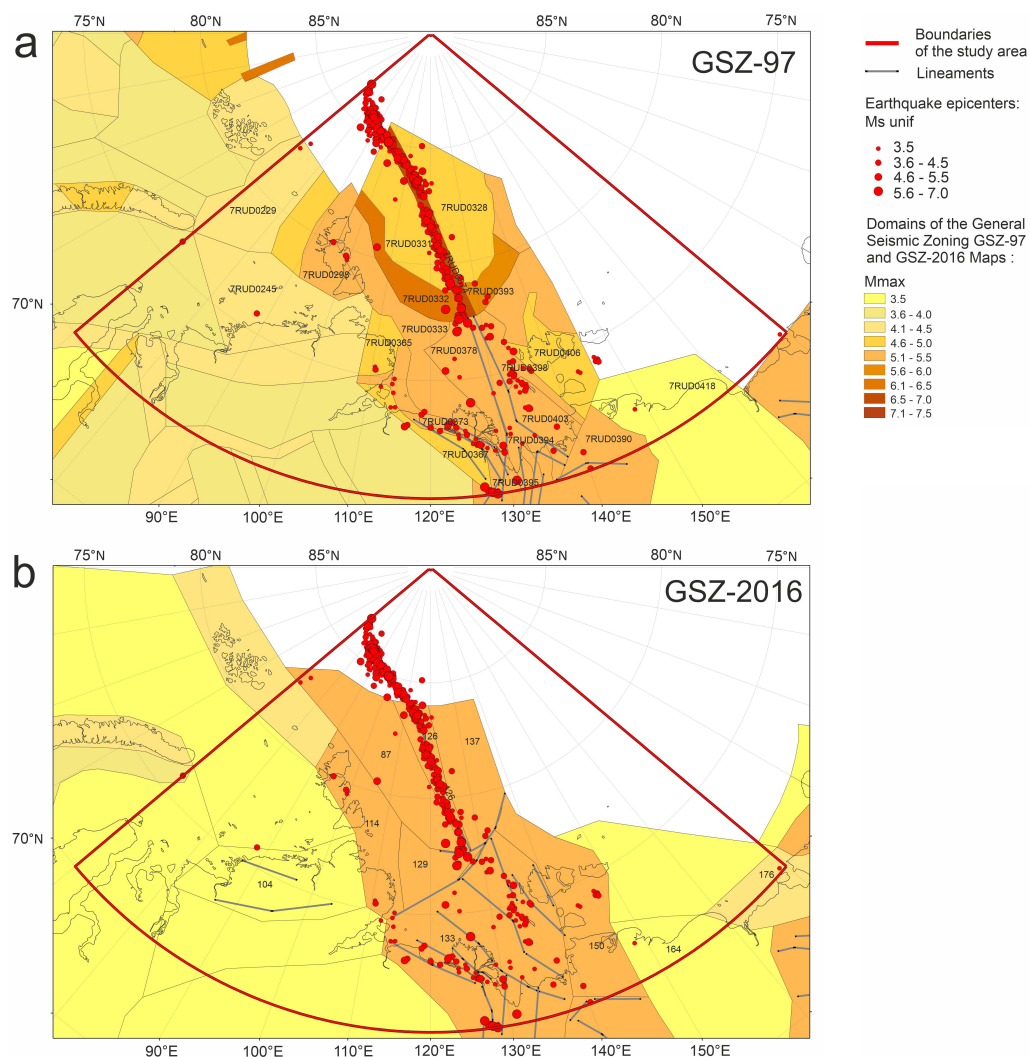 75°N
80°N
85°N
85°N
80°N
75°N
a
GSZ-97
7RUD0229
7RUD0328
7RUD0331
7RUD0298
7RUD0245
7RUD0332
7RUD0393
70°N
7RUD0333
7RUD0365
7RUD0378
7RUD0406
7RUD0398
7RUD0418
7RUD0373
7RUD0403
7RUD0394
7RUD0390
7RUD0367
7RUD0395
90°E
100°E
110°E
120°E
130°E
140°E
150°E
Boundaries
of the study area
Lineaments
Earthquake epicenters:
Ms unif
3.5
3.6 - 4.5
4.6 - 5.5
5.6 - 7.0
Domains of the General
Seismic Zoning GSZ-97
and GSZ-2016 Maps :
Mmax
3.5
3.6 - 4.0
4.1 - 4.5
4.6 - 5.0
5.1 - 5.5
5.6 - 6.0
6.1 - 6.5
6.5 - 7.0
7.1 - 7.5
75°N
80°N
85°N
85°N
80°N
75°N
b
GSZ-2016
126
137
87
126
114
70°N
129
176
104
133
150
164
90°E
100°E
110°E
120°E
130°E
140°E
150°E